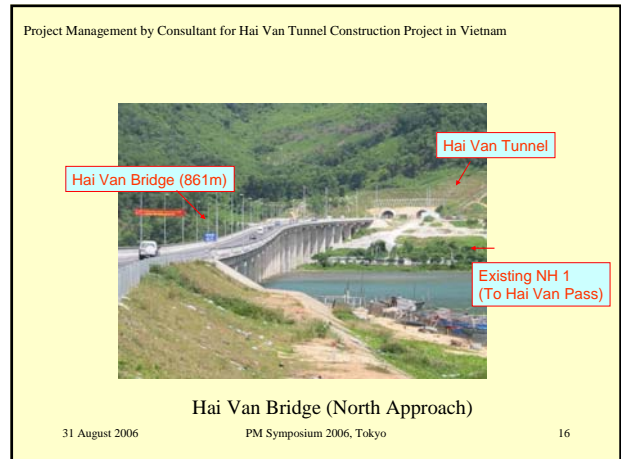 Project Management by Consultant for Hai Van Tunnel Construction Project in Vietnam
Hai Van Tunnel
Hai Van Bridge (861m)
Existing NH 1
(To Hai Van Pass)
Hai Van Bridge (North Approach)
31 August 2006
PM Symposium 2006, Tokyo
16